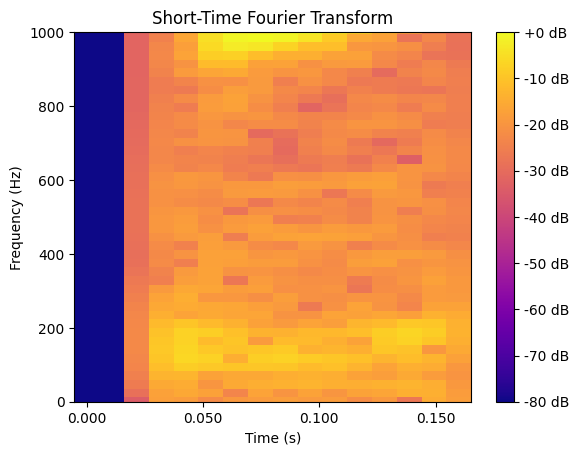 Short-Time Fourier Transform
1000
800
600
400
200
0
Frequency (Hz)
0.000
0.050
0.100
0.150
Time (s)
+0 dB
-10 dB
-20 dB
-30 dB
-40 dB
-50 dB
-60 dB
-70 dB
-80 dB